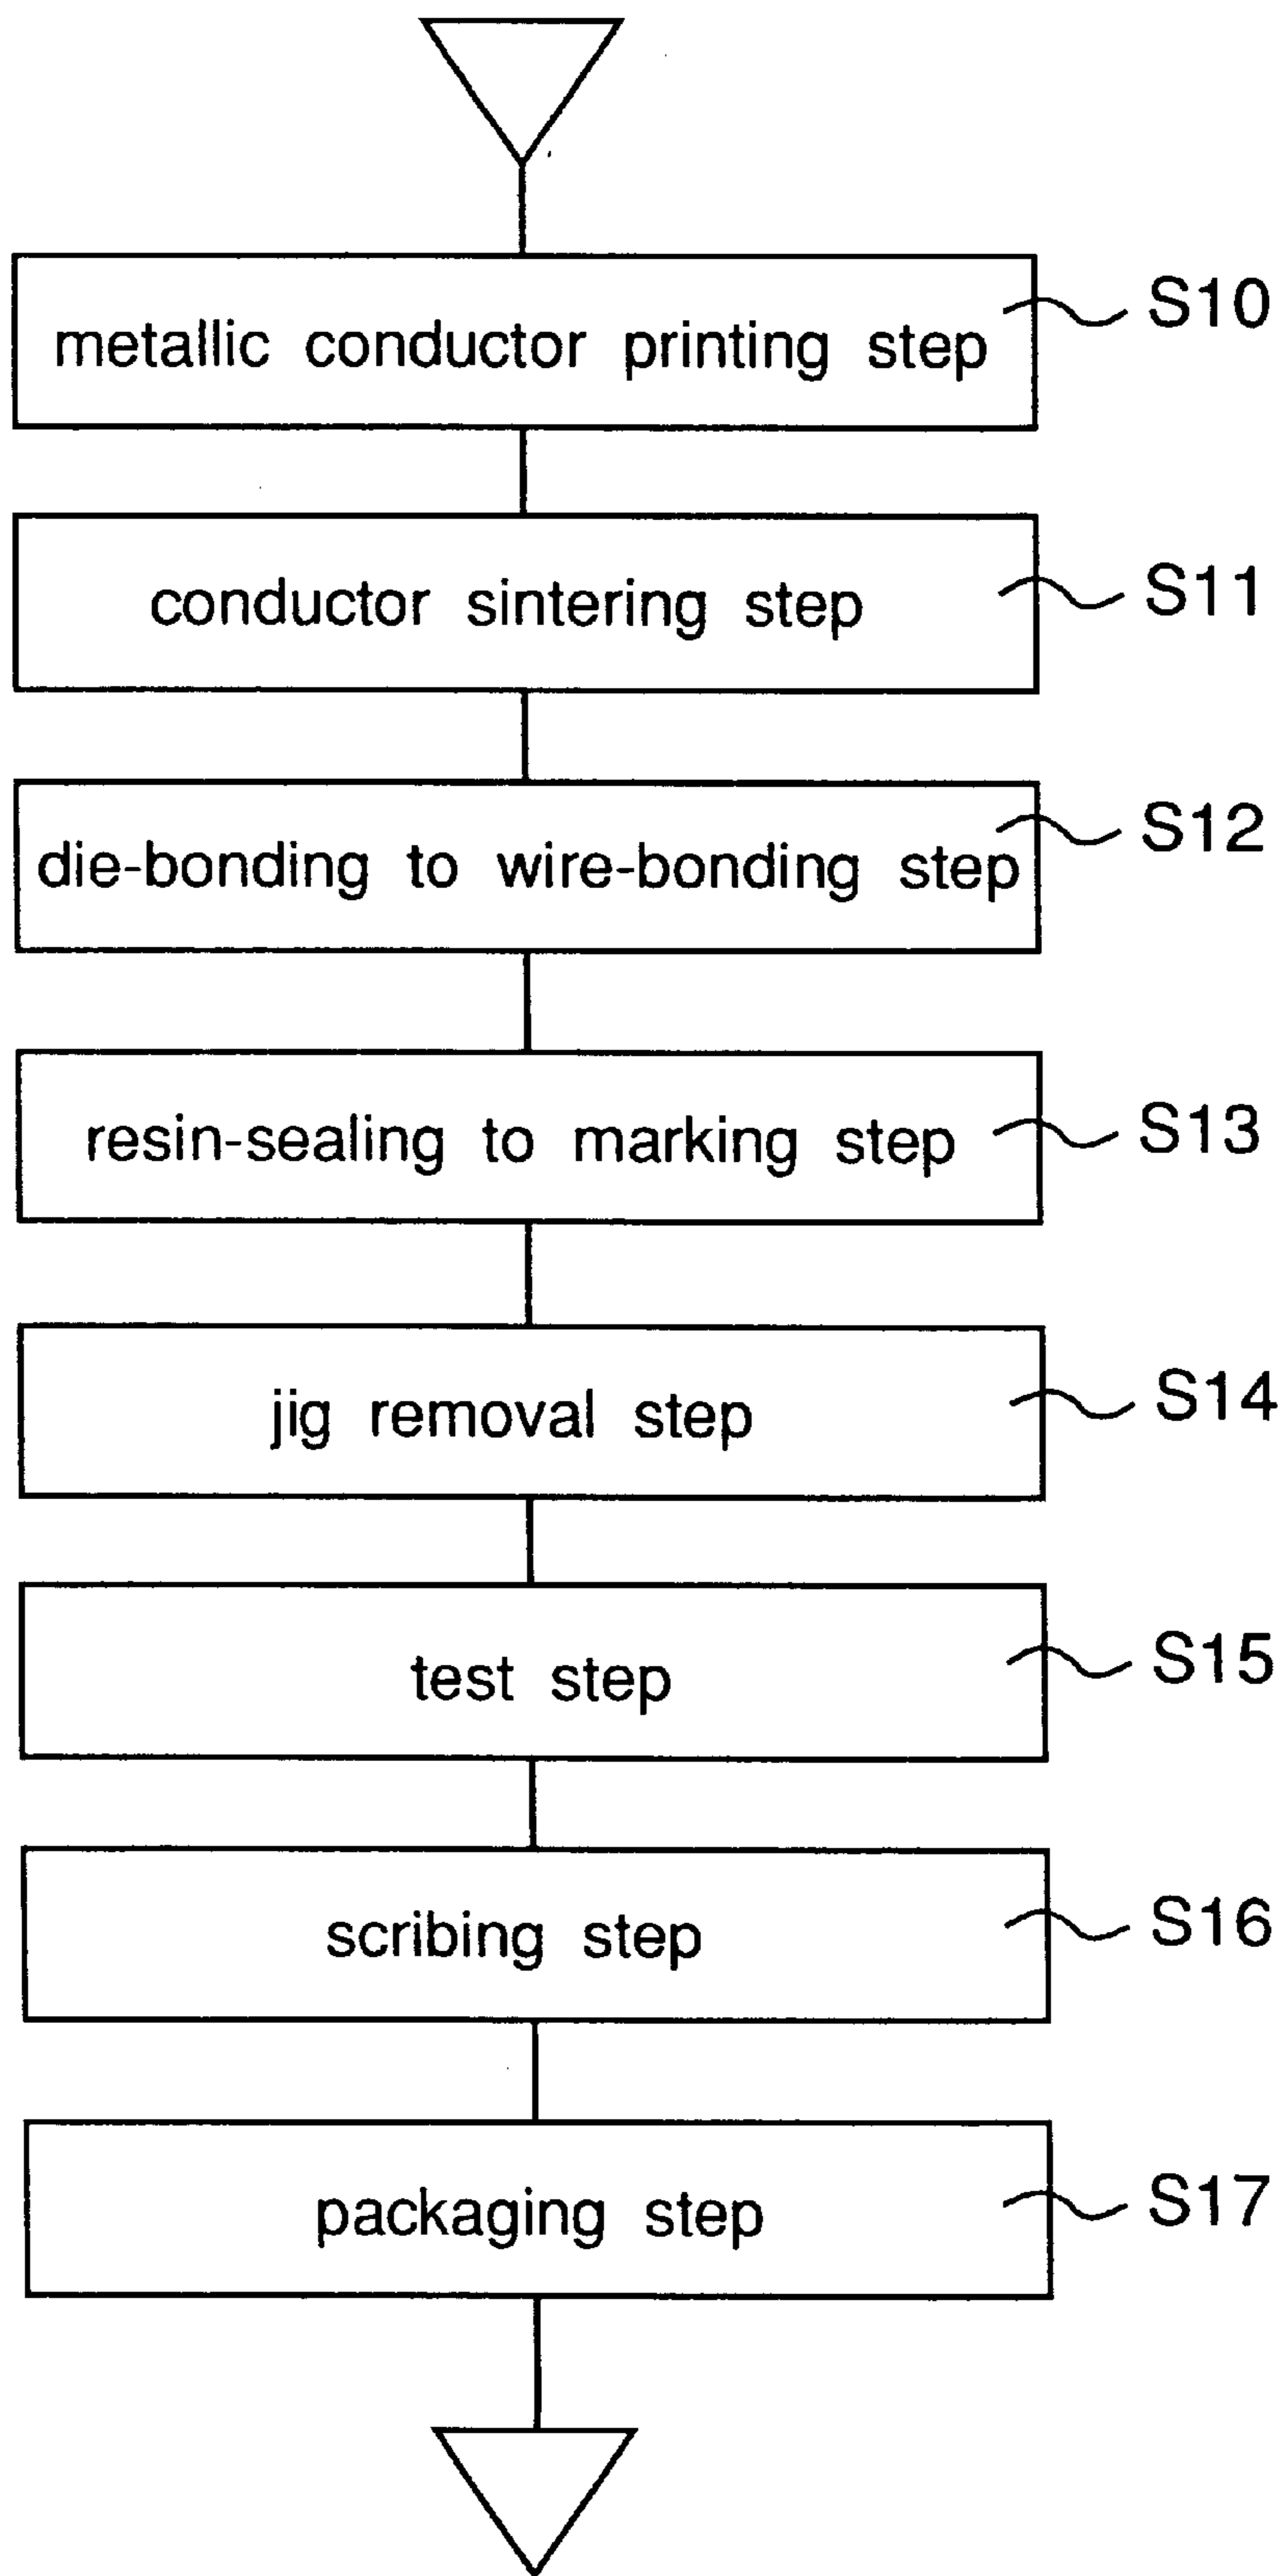 metallic conductor printing step S10
conductor sintering step S11
die-bonding to wire-bonding step S12
resin-sealing to marking step S13
jig removal step S14
test step S15
scribing step S16
packaging step S17